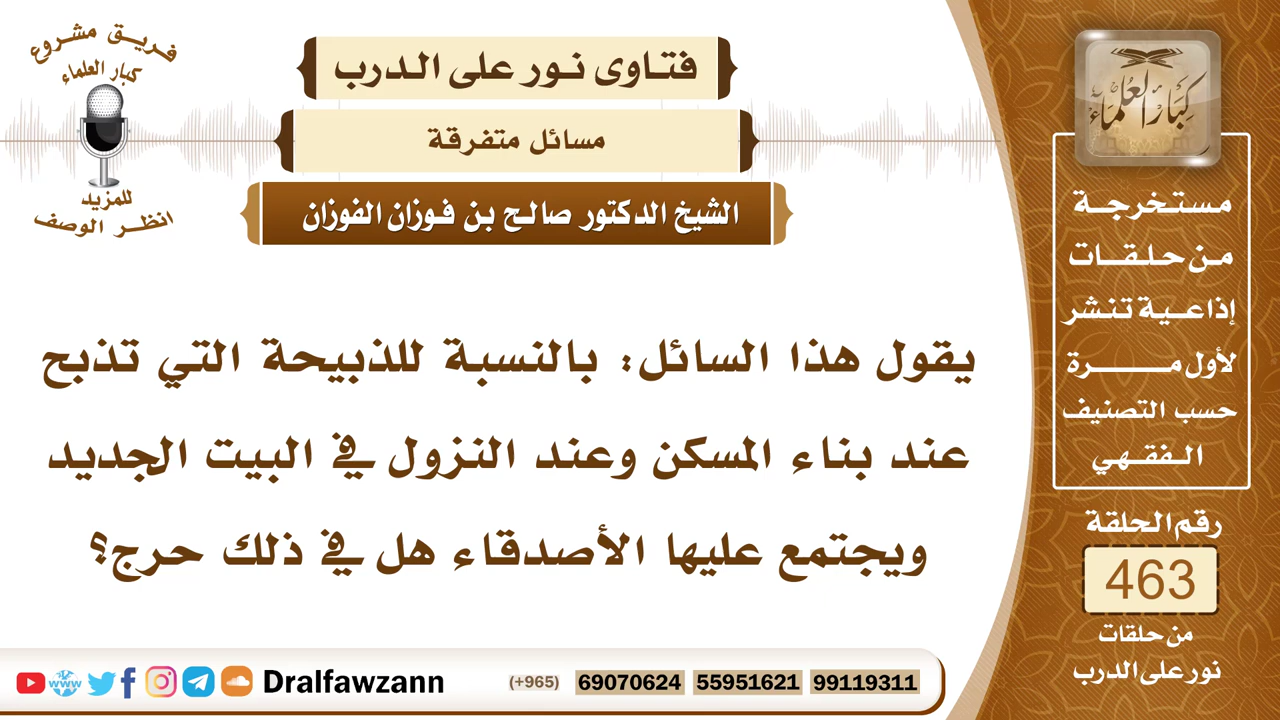 فريق مشروع
كبار العلماء
للمزيد
انظر الوصف
فتاوى نور على الدرب
مسائل متفرقة
الشيخ الدكتور صالح بن فوزان الفوزان
يقول هذا السائل: بالنسبة للذبيحة التي تذبح
عند بناء المسكن وعند النزول في البيت الجديد
ويجتمع عليها الأصدقاء هل في ذلك حرج؟
كبار العلماء
مستخرجة
من حلقات
إذاعية تنشر
لأول مرة
حسب التصنيف
الفقهي
رقم الحلقة
463
من حلقات
نور على الدرب
www Dralfawzann (+965) 69070624 55951621 99119311